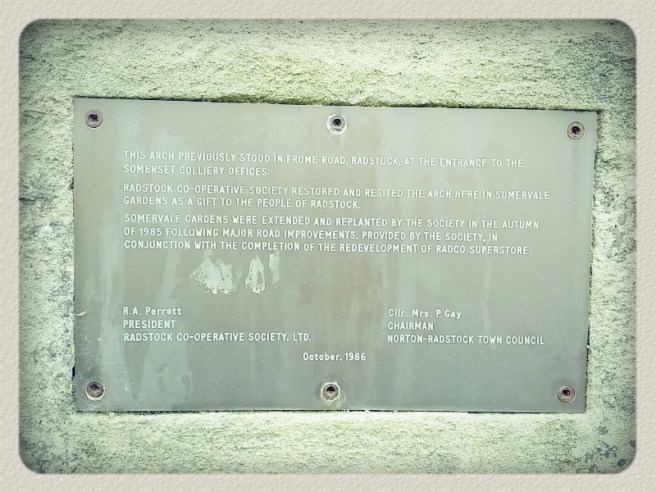 THIS ARCH PREVIOUSLY STOOD IN FROME ROAD, RADSTOCK, AT THE ENTRANCE TO THE
SOMERSET COLLIERY OFFICES.
RADSTOCK CO-OPERATIVE SOCIETY RESTORED AND RESITED THE ARCH HERE IN SOMERVALE
GARDENS AS A GIFT TO THE PEOPLE OF RADSTOCK.
SOMERVALE GARDENS WERE EXTENDED AND REPLANTED BY THE SOCIETY IN THE AUTUMN
OF 1985 FOLLOWING MAJOR ROAD IMPROVEMENTS, PROVIDED BY THE SOCIETY, IN
CONJUNCTION WITH THE COMPLETION OF THE REDEVELOPMENT OF RADCO SUPERSTORE.
R.A. Perrett
PRESIDENT
RADSTOCK CO-OPERATIVE SOCIETY, LTD.
Cllr. Mrs. P. Gay
CHAIRMAN
NORTON-RADSTOCK TOWN COUNCIL
October, 1986